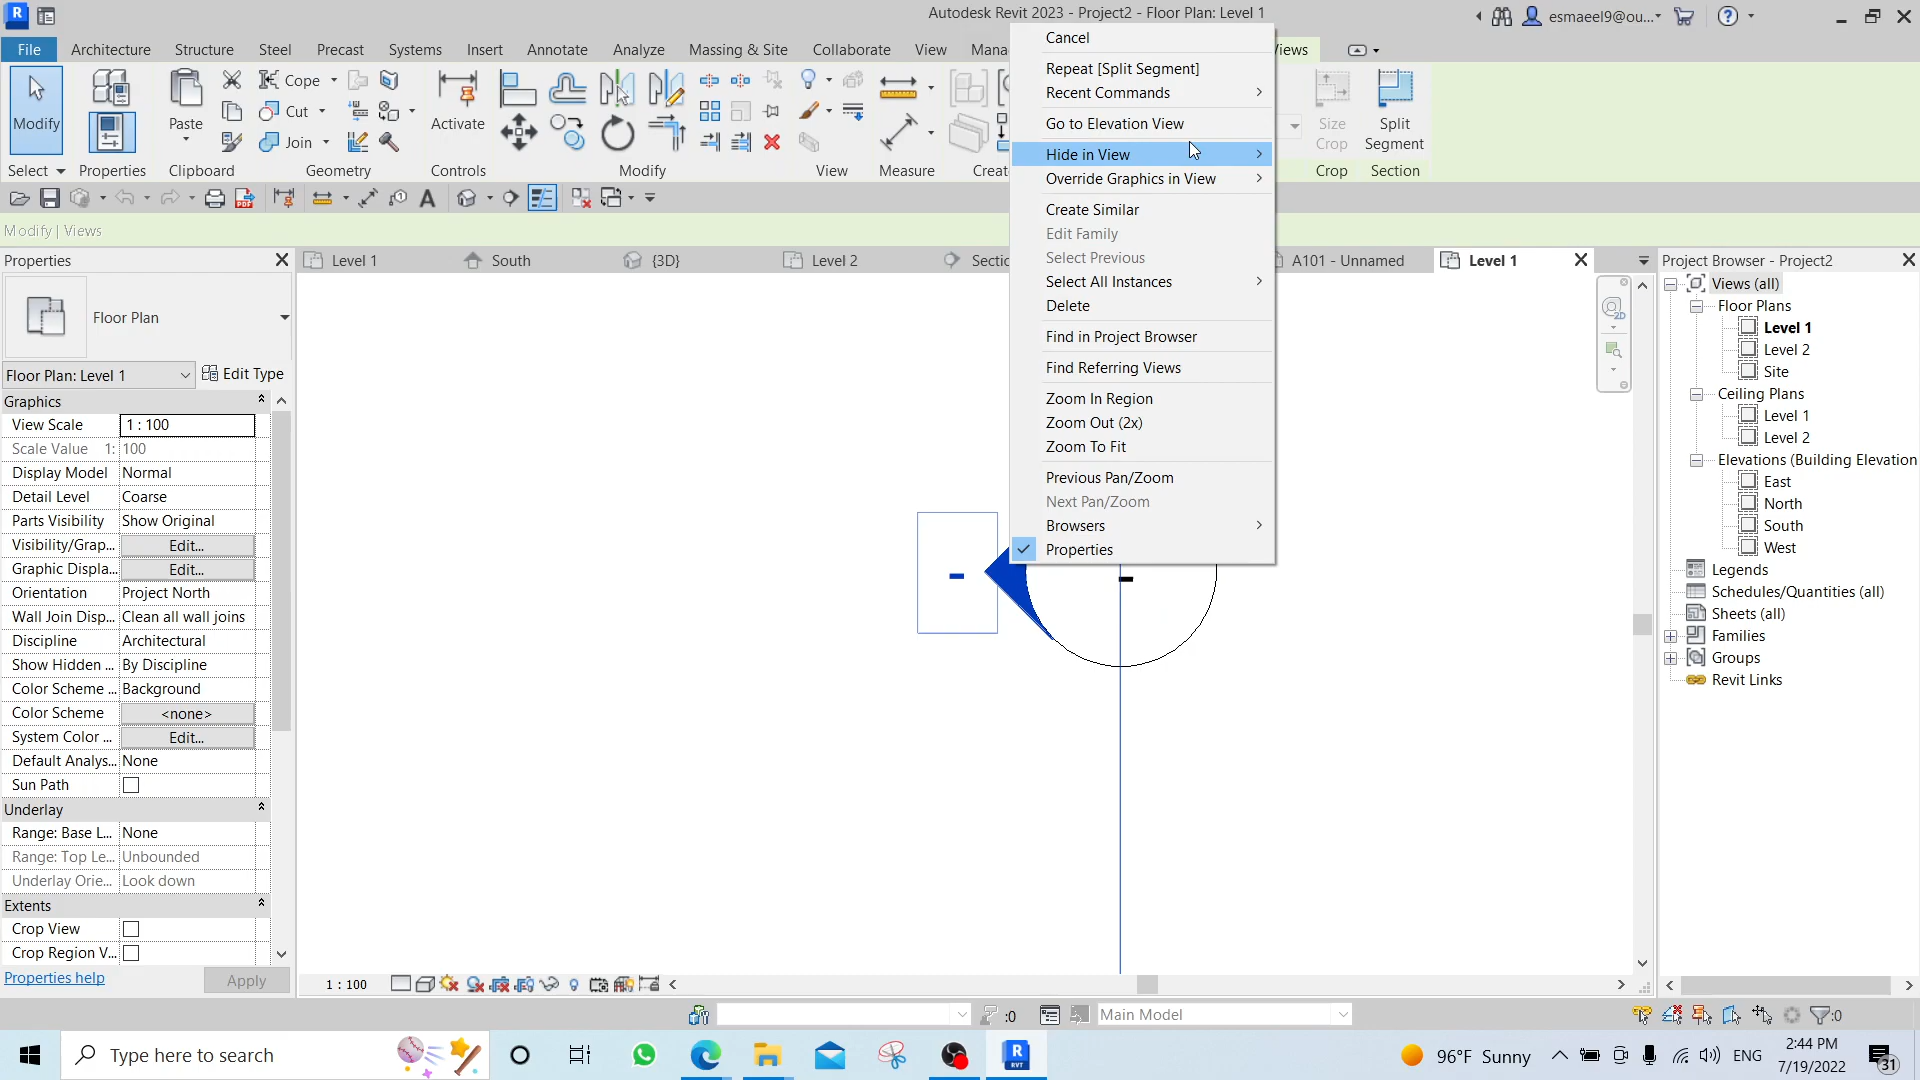 Autodesk Revit 2023 - Project2 - Floor Plan: Level 1
esmaeel9@ou...
File
Architecture
Structure
Steel
Precast
Systems
Insert
Annotate
Analyze
Massing & Site
Collaborate
View
Mana
Views
Modify
Paste
Cope
Cut
Join
Activate
Size Crop
Split Segment
Select
Properties
Clipboard
Geometry
Controls
Modify
View
Measure
Create
Crop
Section
Modify | Views
Properties
Level 1
South
{3D}
Level 2
Sectio
A101 - Unnamed
Level 1
Project Browser - Project2
Floor Plan
Floor Plan: Level 1
Edit Type
Graphics
View Scale 1 : 100
Scale Value 1: 100
Display Model Normal
Detail Level Coarse
Parts Visibility Show Original
Visibility/Grap... Edit...
Graphic Displa... Edit...
Orientation Project North
Wall Join Disp... Clean all wall joins
Discipline Architectural
Show Hidden ... By Discipline
Color Scheme ... Background
Color Scheme <none>
System Color ... Edit...
Default Analys... None
Sun Path
Underlay
Range: Base L... None
Range: Top Le... Unbounded
Underlay Orie... Look down
Extents
Crop View
Crop Region V...
Properties help
Apply
Cancel
Repeat [Split Segment]
Recent Commands
Go to Elevation View
Hide in View
Override Graphics in View
Create Similar
Edit Family
Select Previous
Select All Instances
Delete
Find in Project Browser
Find Referring Views
Zoom In Region
Zoom Out (2x)
Zoom To Fit
Previous Pan/Zoom
Next Pan/Zoom
Browsers
Properties
2D
Views (all)
Floor Plans
Level 1
Level 2
Site
Ceiling Plans
Level 1
Level 2
Elevations (Building Elevation
East
North
South
West
Legends
Schedules/Quantities (all)
Sheets (all)
Families
Groups
Revit Links
1 : 100
:0
Main Model
:0
Type here to search
96°F Sunny
ENG
2:44 PM
7/19/2022
31